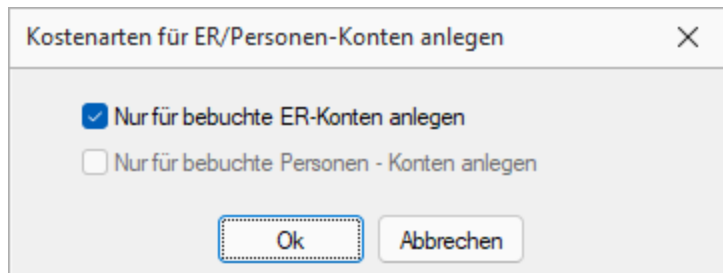 Kostenarten für ER/Personen-Konten anlegen
Nur für bebuchte ER-Konten anlegen
Nur für bebuchte Personen - Konten anlegen
Ok
Abbrechen